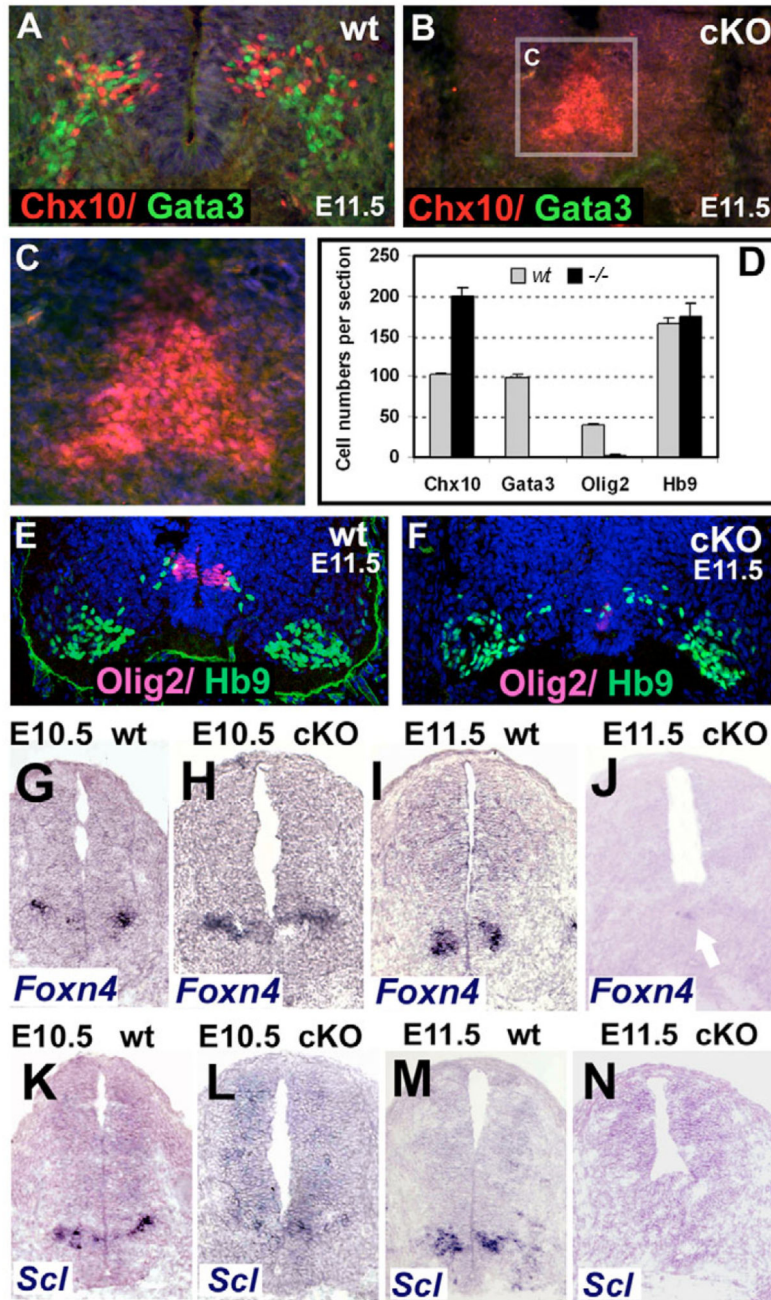 A wt
Chx10/ Gata3 E11.5
B cKO
C
Chx10/ Gata3 E11.5
C
D
wt -/-
250
200
150
100
50
0
Cell numbers per section
Chx10 Gata3 Olig2 Hb9
E wt
E11.5
Olig2/ Hb9
F cKO
E11.5
Olig2/ Hb9
E10.5 wt E10.5 cKO E11.5 wt E11.5 cKO
G H I J
Foxn4 Foxn4 Foxn4 Foxn4
E10.5 wt E10.5 cKO E11.5 wt E11.5 cKO
K L M N
Scl Scl Scl Scl